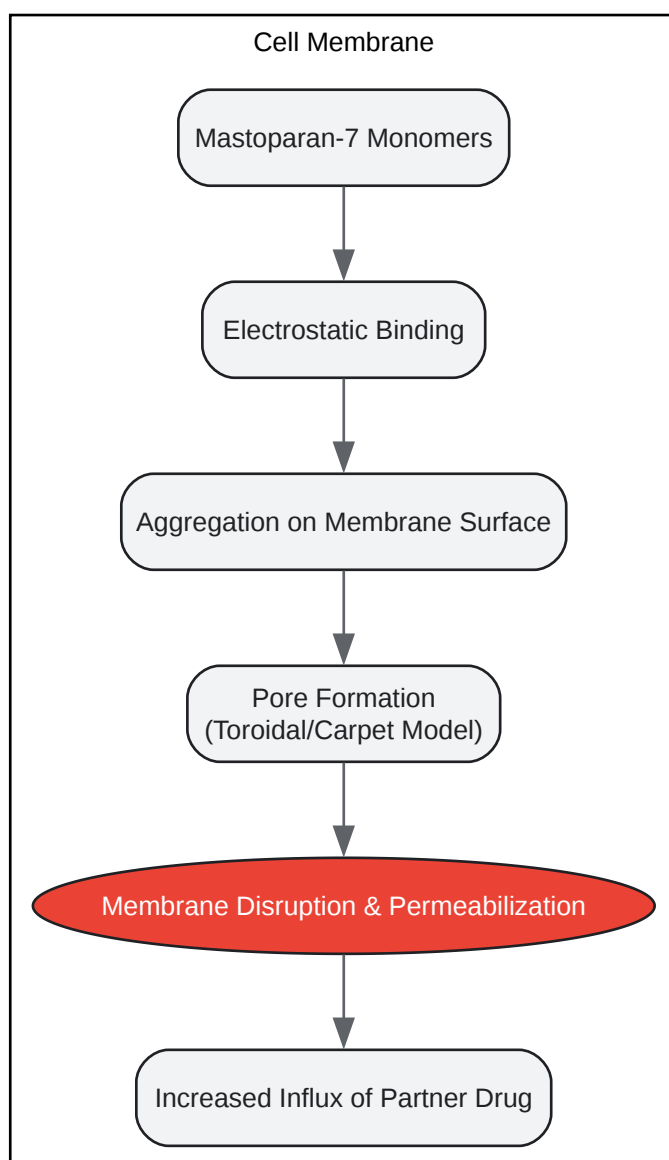 Cell Membrane
Mastoparan-7 Monomers
Electrostatic Binding
Aggregation on Membrane Surface
Pore Formation
(Toroidal/Carpet Model)
Membrane Disruption & Permeabilization
Increased Influx of Partner Drug